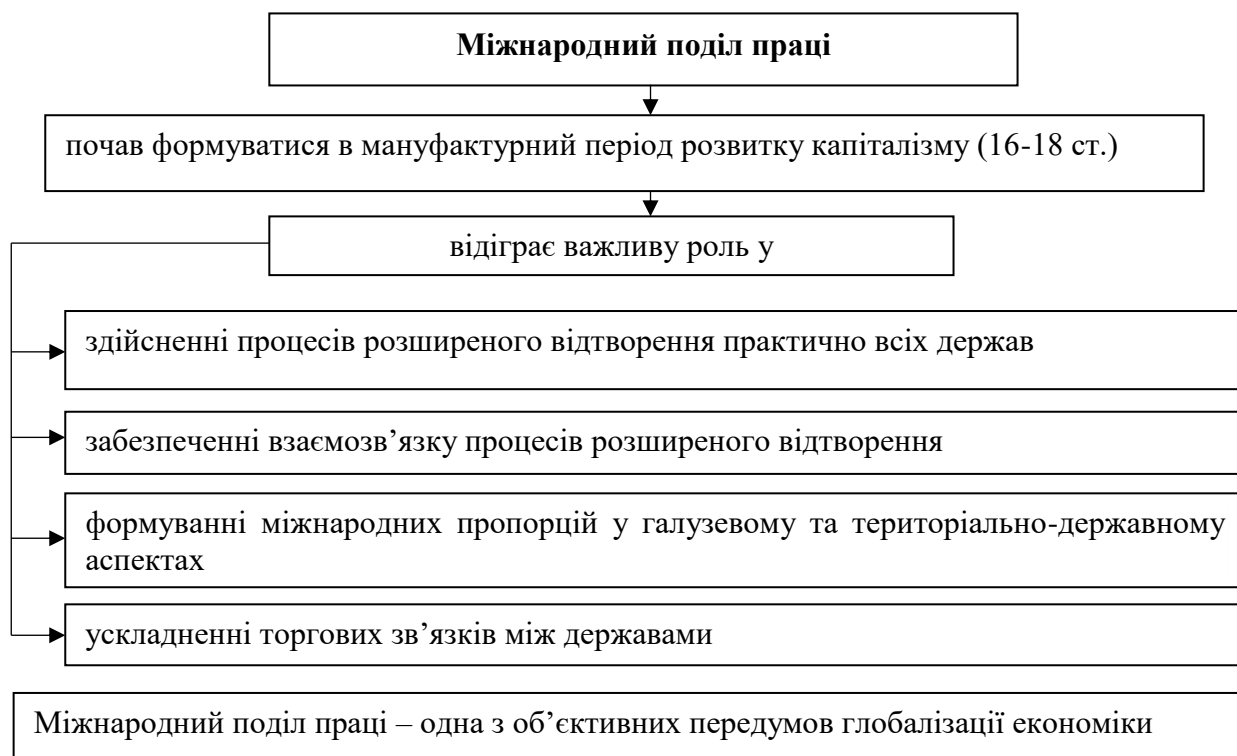 Міжнародний поділ праці
почав формуватися в мануфактурний період розвитку капіталізму (16-18 ст.)
відіграє важливу роль у
здійсненні процесів розширеного відтворення практично всіх держав
забезпеченні взаємозв’язку процесів розширеного відтворення
формуванні міжнародних пропорцій у галузевому та територіально-державному
аспектах
ускладненні торгових зв’язків між державами
Міжнародний поділ праці – одна з об’єктивних передумов глобалізації економіки